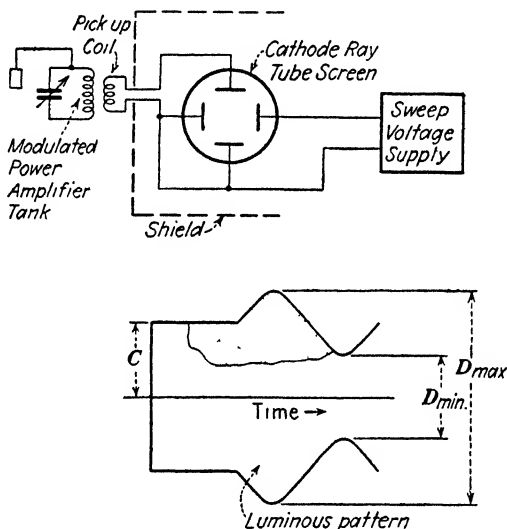 Pick up
Coil
Cathode Ray
Tube Screen
Sweep
Voltage
Supply
Modulated
Power
Amplifier
Tank
Shield
C
Time →
Dmax
Dmin.
Luminous pattern